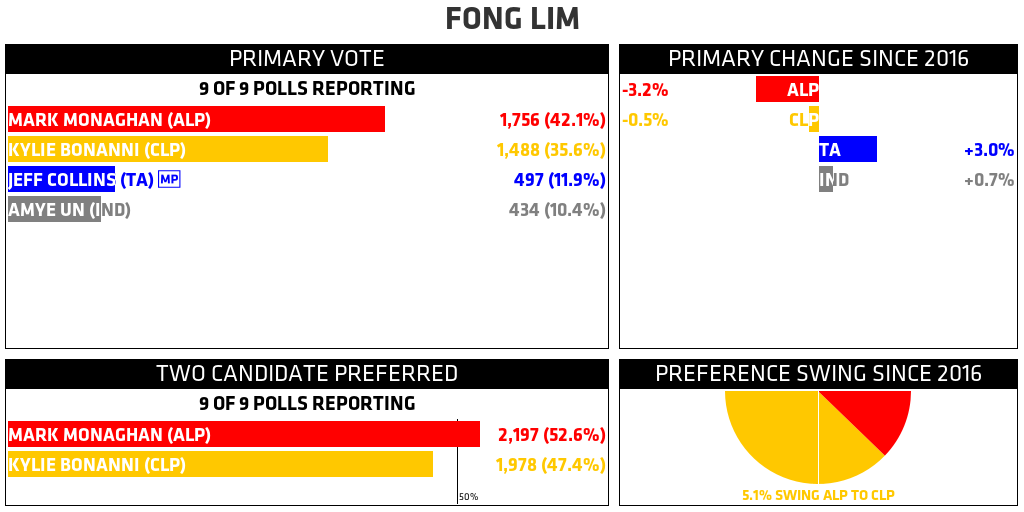 FONG LIM
PRIMARY VOTE
9 OF 9 POLLS REPORTING
MARK MONAGHAN (ALP) 1,756 (42.1%)
KYLIE BONANNI (CLP) 1,488 (35.6%)
JEFF COLLINS (TA) MP 497 (11.9%)
AMYE UN (IND) 434 (10.4%)
PRIMARY CHANGE SINCE 2016
-3.2% ALP
-0.5% CLP
TA +3.0%
IND +0.7%
TWO CANDIDATE PREFERRED
9 OF 9 POLLS REPORTING
MARK MONAGHAN (ALP) 2,197 (52.6%)
KYLIE BONANNI (CLP) 1,978 (47.4%)
50%
PREFERENCE SWING SINCE 2016
5.1% SWING ALP TO CLP